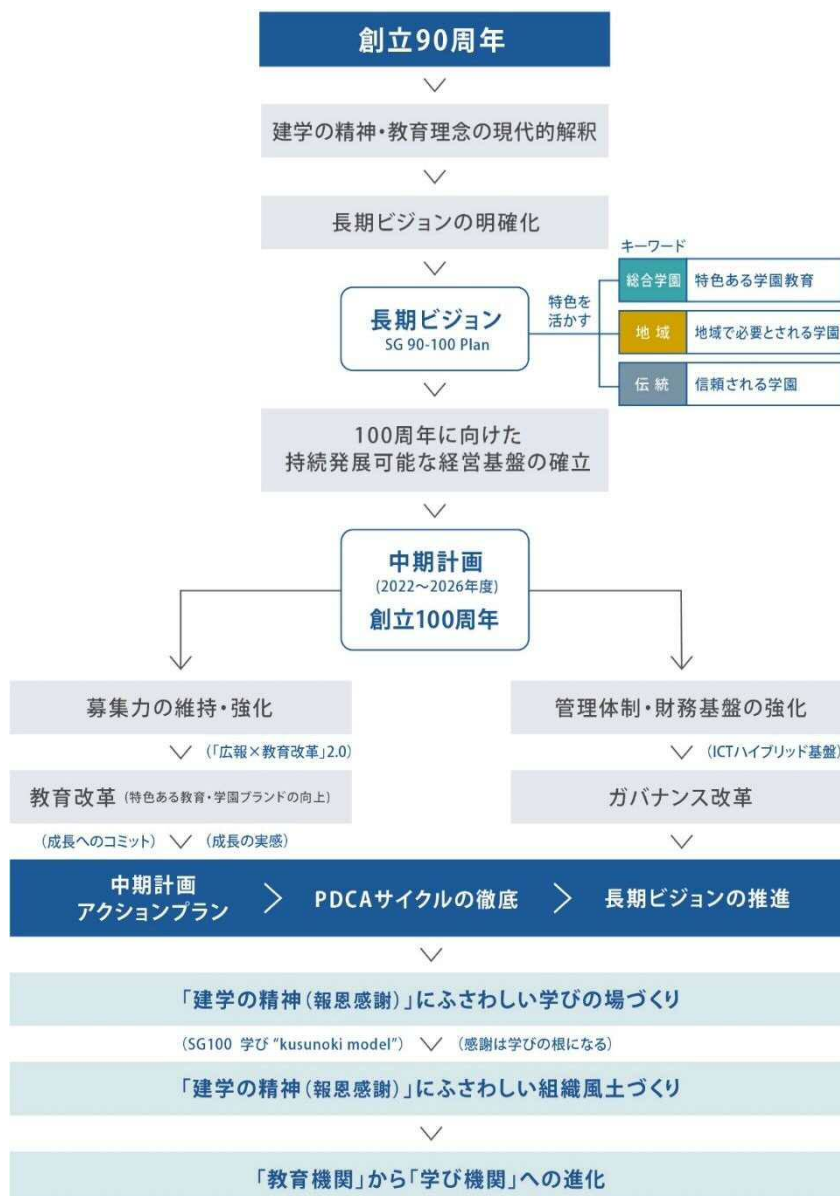 創立90周年
建学の精神・教育理念の現代的解釈
長期ビジョンの明確化
長期ビジョン
SG 90-100 Plan
特色を
活かす
キーワード
総合学園 特色ある学園教育
地域 地域で必要とされる学園
伝統 信頼される学園
100周年に向けた
持続発展可能な経営基盤の確立
中期計画
(2022～2026年度)
創立100周年
募集力の維持・強化
(「広報×教育改革」2.0)
教育改革 (特色ある教育・学園ブランドの向上)
(成長へのコミット) (成長の実感)
管理体制・財務基盤の強化
(ICTハイブリッド基盤)
ガバナンス改革
中期計画
アクションプラン
PDCAサイクルの徹底
長期ビジョンの推進
「建学の精神(報恩感謝)」にふさわしい学びの場づくり
(SG100 学び “kusunoki model”) (感謝は学びの根になる)
「建学の精神(報恩感謝)」にふさわしい組織風土づくり
「教育機関」から「学び機関」への進化